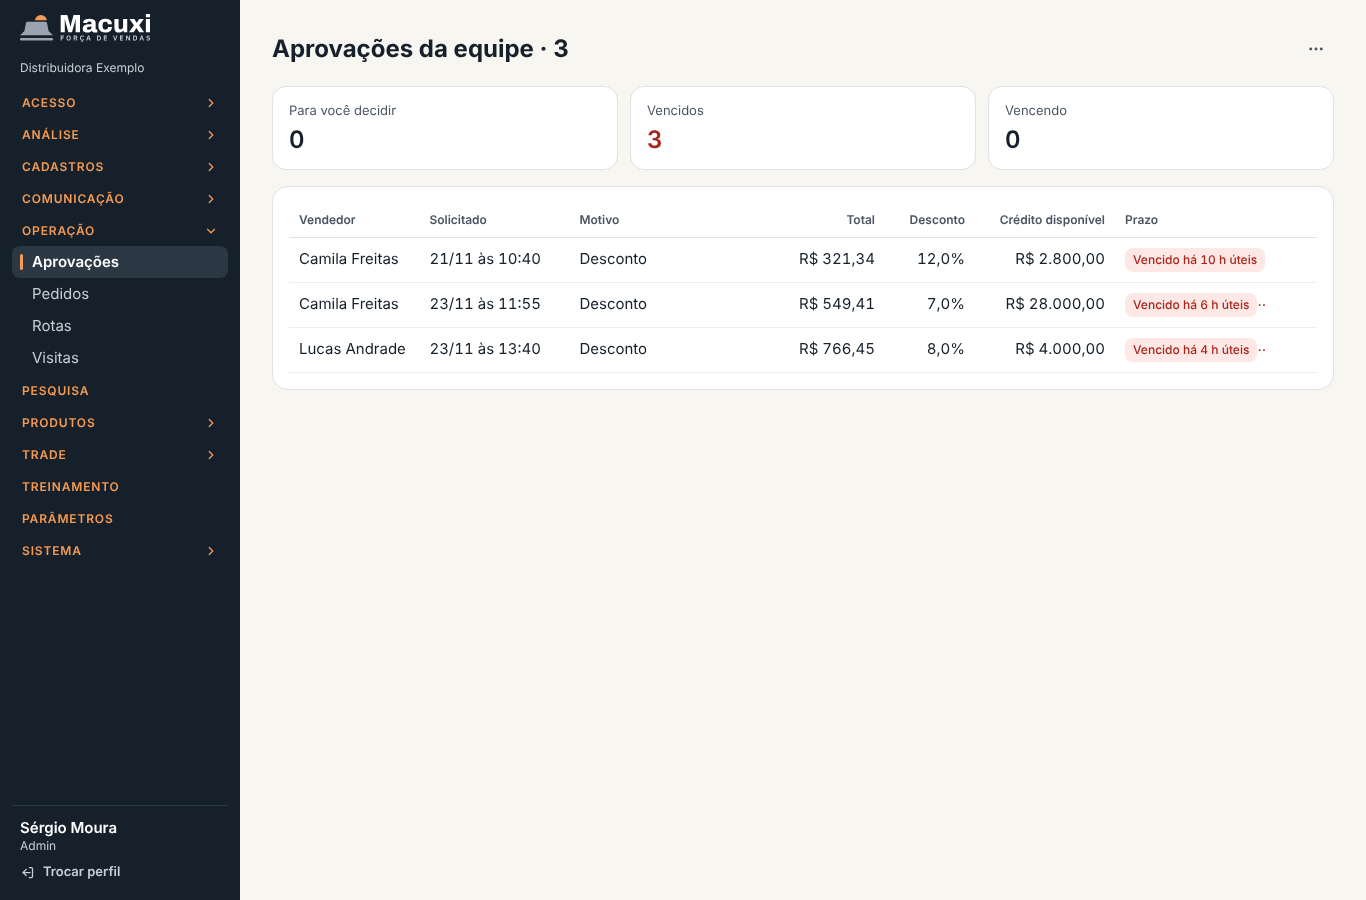 Macuxi
FORÇA DE VENDAS
Distribuidora Exemplo
ACESSO
ANÁLISE
CADASTROS
COMUNICAÇÃO
OPERAÇÃO
Aprovações
Pedidos
Rotas
Visitas
PESQUISA
PRODUTOS
TRADE
TREINAMENTO
PARÂMETROS
SISTEMA
Sérgio Moura
Admin
Trocar perfil
Aprovações da equipe · 3
Para você decidir
0
Vencidos
3
Vencendo
0
Vendedor Solicitado Motivo Total Desconto Crédito disponível Prazo
Camila Freitas 21/11 às 10:40 Desconto R$ 321,34 12,0% R$ 2.800,00 Vencido há 10 h úteis
Camila Freitas 23/11 às 11:55 Desconto R$ 549,41 7,0% R$ 28.000,00 Vencido há 6 h úteis ··
Lucas Andrade 23/11 às 13:40 Desconto R$ 766,45 8,0% R$ 4.000,00 Vencido há 4 h úteis ··